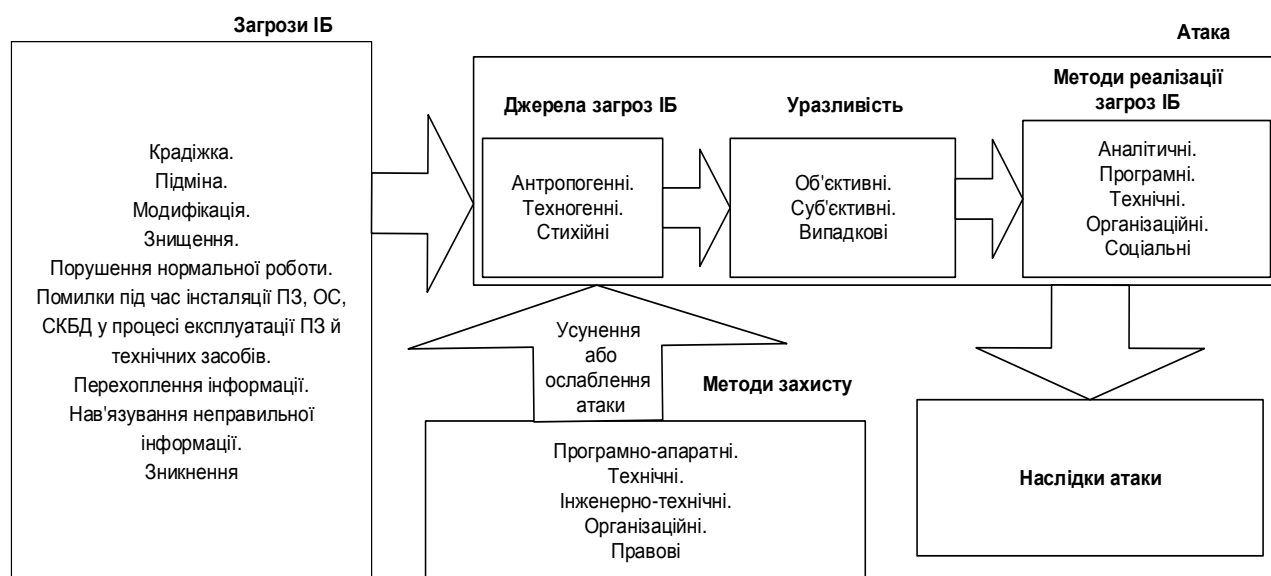 Загрози ІБ
Крадіжка.
Підміна.
Модифікація.
Знищення.
Порушення нормальної роботи.
Помилки під час інсталяції ПЗ, ОС,
СКБД у процесі експлуатації ПЗ й
технічних засобів.
Перехоплення інформації.
Нав'язування неправильної
інформації.
Зникнення
Атака
Джерела загроз ІБ
Антропогенні.
Техногенні.
Стихійні
Уразливість
Об'єктивні.
Суб'єктивні.
Випадкові
Методи реалізації
загроз ІБ
Аналітичні.
Програмні.
Технічні.
Організаційні.
Соціальні
Усунення
або
ослаблення
атаки
Методи захисту
Програмно-апаратні.
Технічні.
Інженерно-технічні.
Організаційні.
Правові
Наслідки атаки